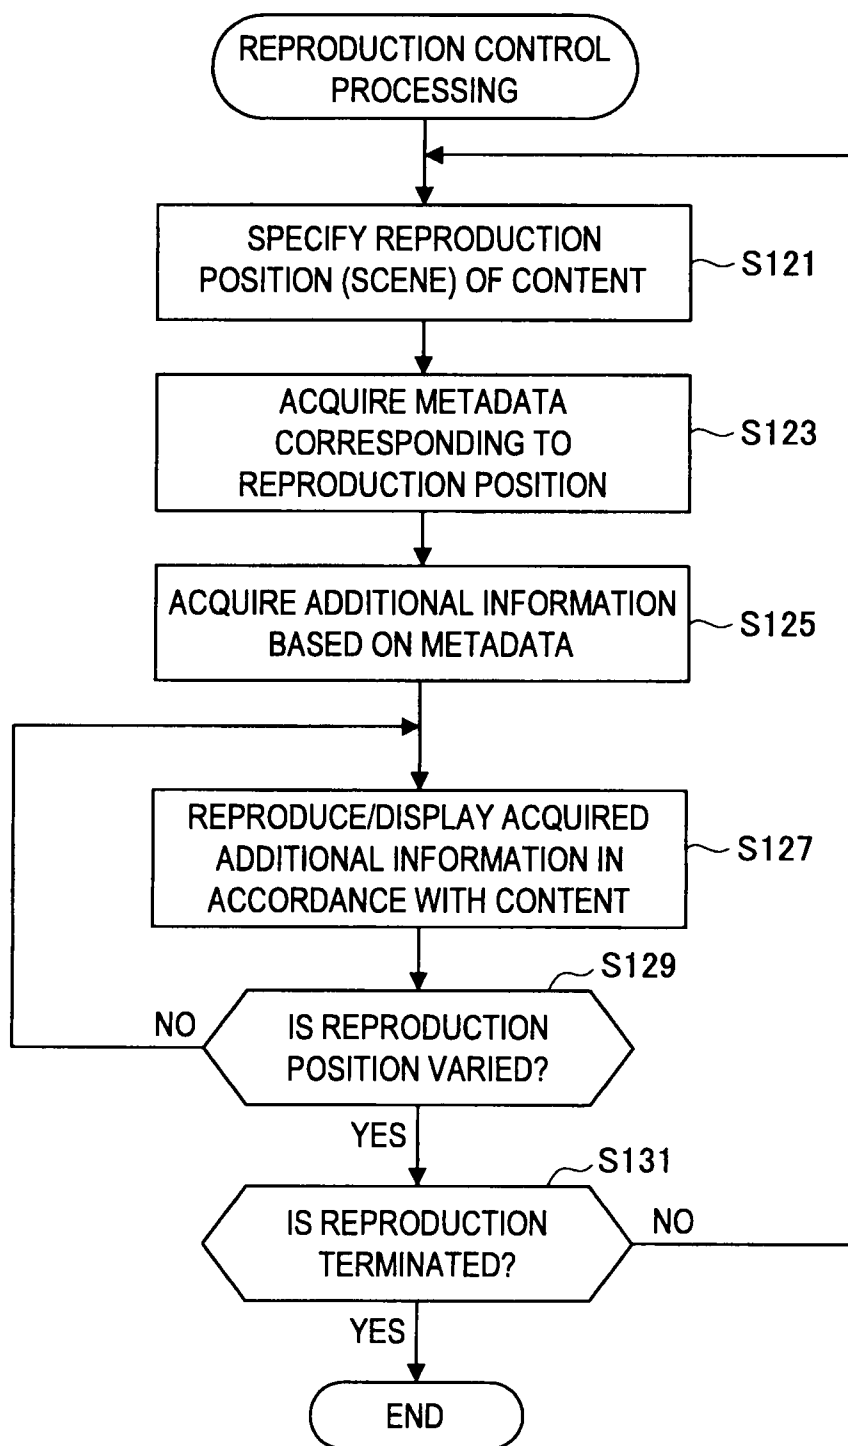 REPRODUCTION CONTROL
PROCESSING
SPECIFY REPRODUCTION
POSITION (SCENE) OF CONTENT
S121
ACQUIRE METADATA
CORRESPONDING TO
REPRODUCTION POSITION
S123
ACQUIRE ADDITIONAL INFORMATION
BASED ON METADATA
S125
REPRODUCE/DISPLAY ACQUIRED
ADDITIONAL INFORMATION IN
ACCORDANCE WITH CONTENT
S127
S129
NO
IS REPRODUCTION
POSITION VARIED?
YES
S131
IS REPRODUCTION
TERMINATED?
NO
YES
END